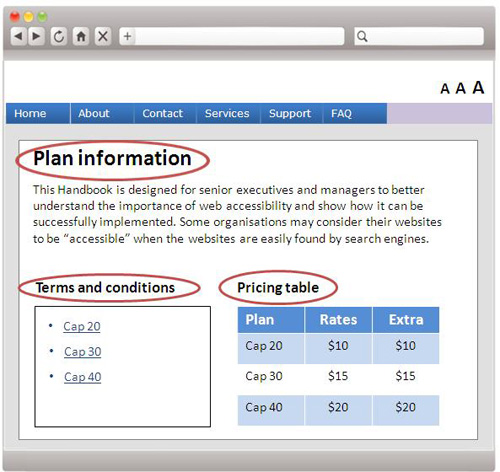 A A A
Home About Contact Services Support FAQ
Plan information
This Handbook is designed for senior executives and managers to better
understand the importance of web accessibility and show how it can be
successfully implemented. Some organisations may consider their websites
to be “accessible” when the websites are easily found by search engines.
Terms and conditions
• Cap 20
• Cap 30
• Cap 40
Pricing table
Plan Rates Extra
Cap 20 $10 $10
Cap 30 $15 $15
Cap 40 $20 $20